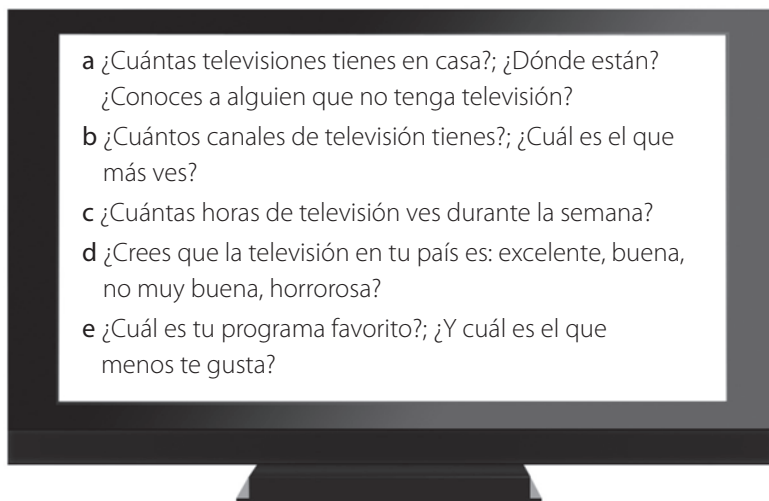 a ¿Cuántas televisiones tienes en casa?; ¿Dónde están?
¿Conoces a alguien que no tenga televisión?
b ¿Cuántos canales de televisión tienes?; ¿Cuál es el que
más ves?
c ¿Cuántas horas de televisión ves durante la semana?
d ¿Crees que la televisión en tu país es: excelente, buena,
no muy buena, horrorosa?
e ¿Cuál es tu programa favorito?; ¿Y cuál es el que
menos te gusta?